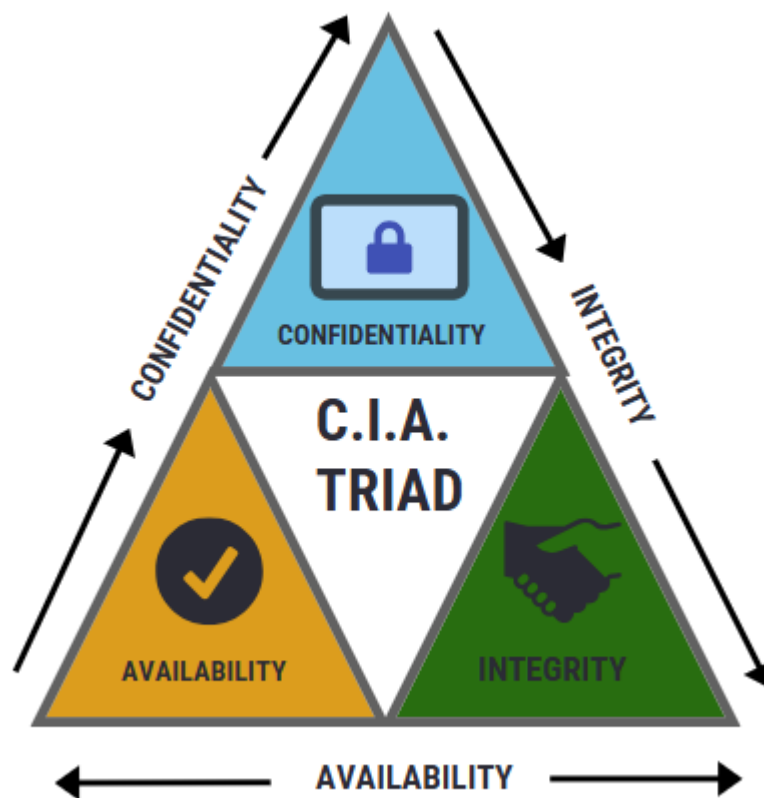 CONFIDENTIALITY
INTEGRITY
CONFIDENTIALITY
C.I.A.
TRIAD
AVAILABILITY
INTEGRITY
AVAILABILITY